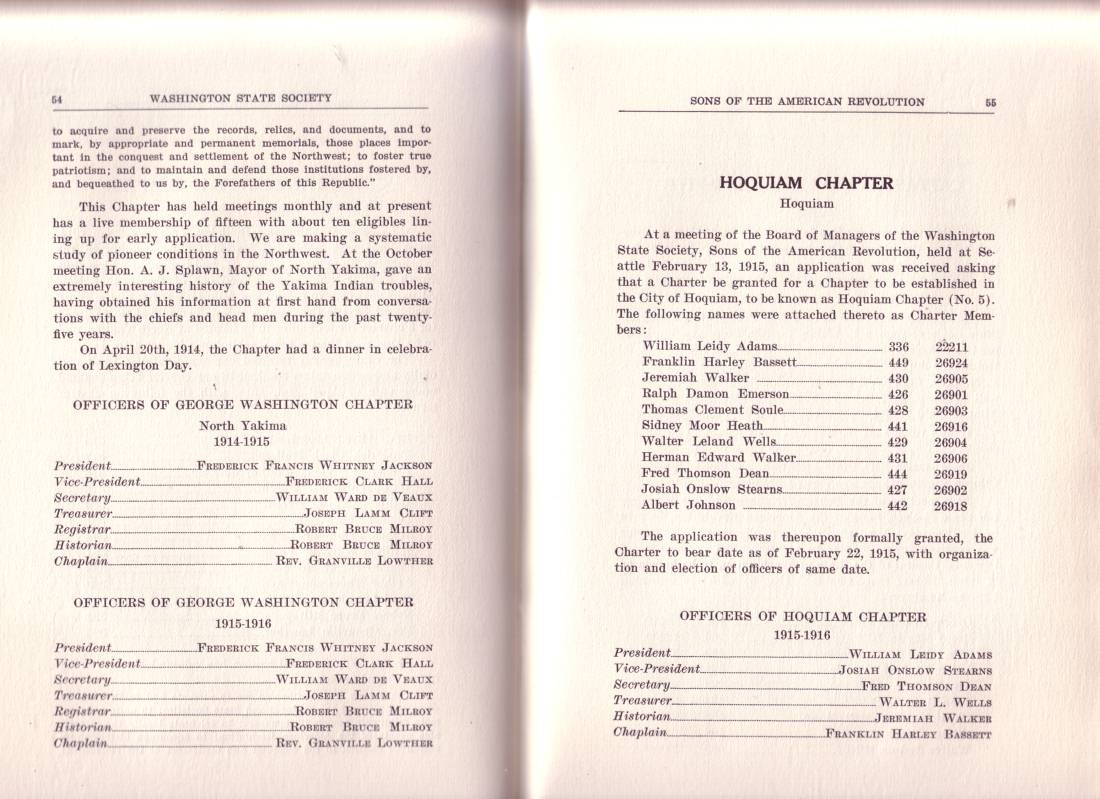 54 WASHINGTON STATE SOCIETY
to acquire and preserve the records, relics, and documents, and to
mark, by appropriate and permanent memorials, those places impor-
tant in the conquest and settlement of the Northwest; to foster true
patriotism; and to maintain and defend those institutions fostered by,
and bequeathed to us by, the Forefathers of this Republic."
This Chapter has held meetings monthly and at present
has a live membership of fifteen with about ten eligibles lin-
ing up for early application. We are making a systematic
study of pioneer conditions in the Northwest. At the October
meeting Hon. A. J. Splawn, Mayor of North Yakima, gave an
extremely interesting history of the Yakima Indian troubles,
having obtained his information at first hand from conversa-
tions with the chiefs and head men during the past twenty-
five years.
On April 20th, 1914, the Chapter had a dinner in celebra-
tion of Lexington Day.
OFFICERS OF GEORGE WASHINGTON CHAPTER
North Yakima
1914-1915
President FREDERICK FRANCIS WHITNEY JACKSON
Vice-President FREDERICK CLARK HALL
Secretary WILLIAM WARD DE VEAUX
Treasurer JOSEPH LAMM CLIFT
Registrar ROBERT BRUCE MILROY
Historian ROBERT BRUCE MILROY
Chaplain REV. GRANVILLE LOWTHER
OFFICERS OF GEORGE WASHINGTON CHAPTER
1915-1916
President FREDERICK FRANCIS WHITNEY JACKSON
Vice-President FREDERICK CLARK HALL
Secretary WILLIAM WARD DE VEAUX
Treasurer JOSEPH LAMM CLIFT
Registrar ROBERT BRUCE MILROY
Historian ROBERT BRUCE MILROY
Chaplain REV. GRANVILLE LOWTHER
SONS OF THE AMERICAN REVOLUTION 55
HOQUIAM CHAPTER
Hoquiam
At a meeting of the Board of Managers of the Washington
State Society, Sons of the American Revolution, held at Se-
attle February 13, 1915, an application was received asking
that a Charter be granted for a Chapter to be established in
the City of Hoquiam, to be known as Hoquiam Chapter (No. 5).
The following names were attached thereto as Charter Mem-
bers:
William Leidy Adams 336 22211
Franklin Harley Bassett 449 26924
Jeremiah Walker 430 26905
Ralph Damon Emerson 426 26901
Thomas Clement Soule 428 26903
Sidney Moor Heath 441 26916
Walter Leland Wells 429 26904
Herman Edward Walker 431 26906
Fred Thomson Dean 444 26919
Josiah Onslow Stearns 427 26902
Albert Johnson 442 26918
The application was thereupon formally granted, the
Charter to bear date as of February 22, 1915, with organiza-
tion and election of officers of same date.
OFFICERS OF HOQUIAM CHAPTER
1915-1916
President WILLIAM LEIDY ADAMS
Vice-President JOSIAH ONSLOW STEARNS
Secretary FRED THOMSON DEAN
Treasurer WALTER L. WELLS
Historian JEREMIAH WALKER
Chaplain FRANKLIN HARLEY BASSETT